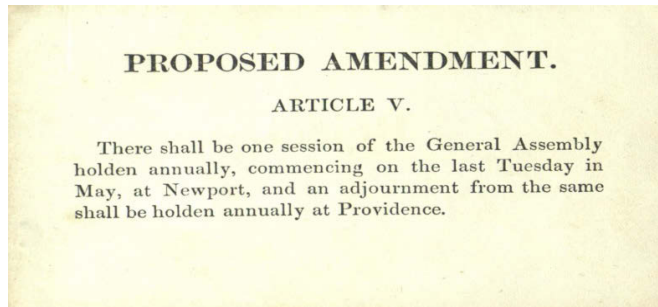 PROPOSED AMENDMENT.
ARTICLE V.
There shall be one session of the General Assembly
holden annually, commencing on the last Tuesday in
May, at Newport, and an adjournment from the same
shall be holden annually at Providence.